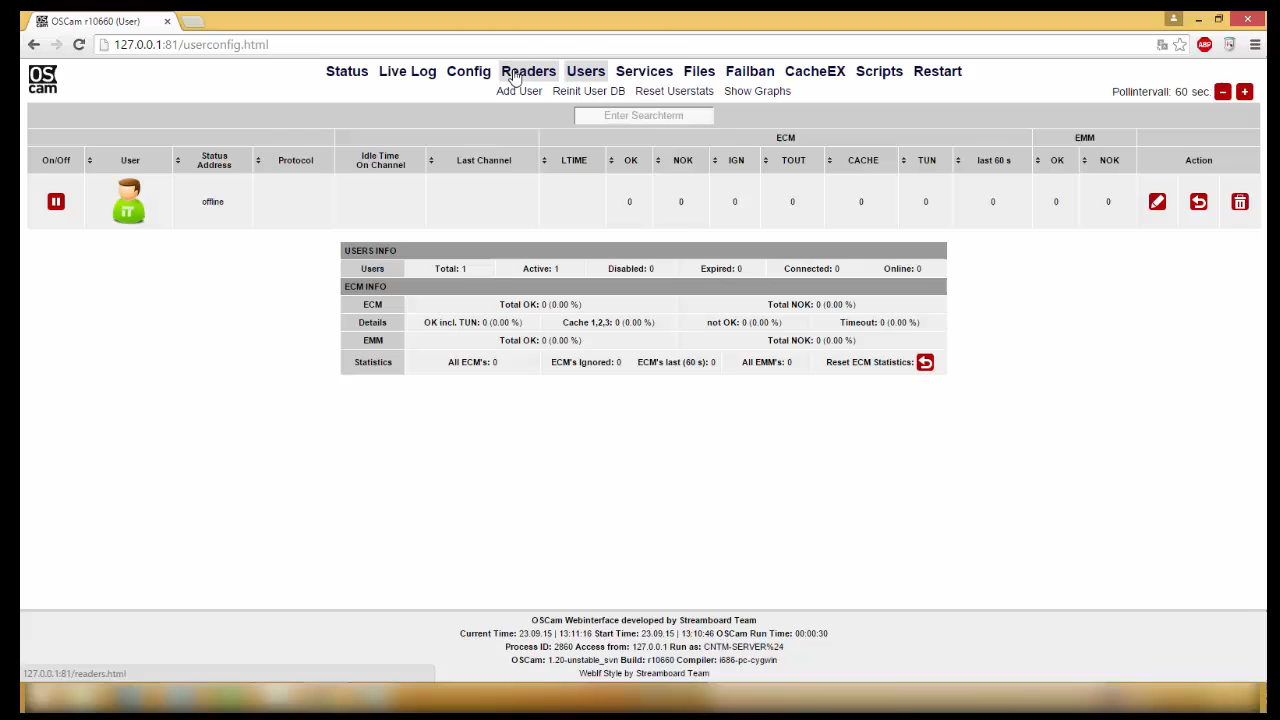 OSCam r10660 (User)
127.0.0.1:81/userconfig.html
ABP
OS
cam
Status Live Log Config Readers Users Services Files Failban CacheEX Scripts Restart
Add User Reinit User DB Reset Userstats Show Graphs
Pollintervall: 60 sec
Enter Searchterm
ECM EMM
On/Off User Status Address Protocol Idle Time On Channel Last Channel LTIME OK NOK IGN TOUT CACHE TUN last 60 s OK NOK Action
IT offline 0 0 0 0 0 0 0 0 0
USERS INFO
Users Total: 1 Active: 1 Disabled: 0 Expired: 0 Connected: 0 Online: 0
ECM INFO
ECM Total OK: 0 (0.00 %) Total NOK: 0 (0.00 %)
Details OK incl. TUN: 0 (0.00 %) Cache 1,2,3: 0 (0.00 %) not OK: 0 (0.00 %) Timeout: 0 (0.00 %)
EMM Total OK: 0 (0.00 %) Total NOK: 0 (0.00 %)
Statistics All ECM's: 0 ECM's Ignored: 0 ECM's last (60 s): 0 All EMM's: 0 Reset ECM Statistics:
OSCam Webinterface developed by Streamboard Team
Current Time: 23.09.15 | 13:11:16 Start Time: 23.09.15 | 13:10:46 OSCam Run Time: 00:00:30
Process ID: 2860 Access from: 127.0.0.1 Run as: CNTM-SERVER%24
OSCam: 1.20-unstable_svn Build: r10660 Compiler: i686-pc-cygwin
WebIf Style by Streamboard Team
127.0.0.1:81/readers.html